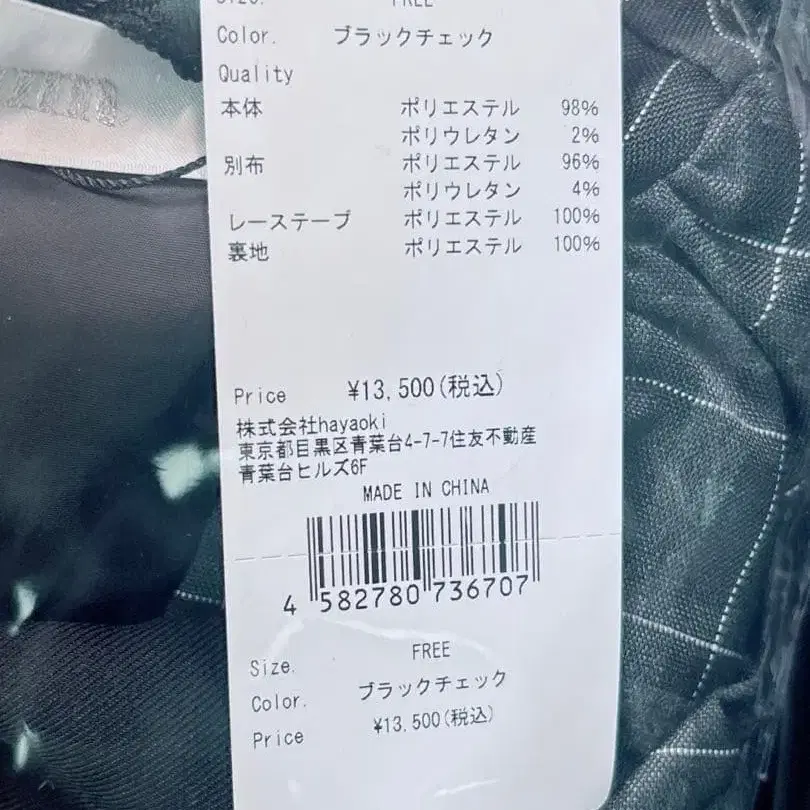 Size. FREE
Color. ブラックチェック
Quality
本体 ポリエステル 98%
ポリウレタン 2%
別布 ポリエステル 96%
ポリウレタン 4%
レーステープ ポリエステル 100%
裏地 ポリエステル 100%
Price ¥13,500(税込)
株式会社hayaoki
東京都目黒区青葉台4-7-7住友不動産
青葉台ヒルズ6F
MADE IN CHINA
4 582780 736707
Size. FREE
Color. ブラックチェック
Price ¥13,500(税込)